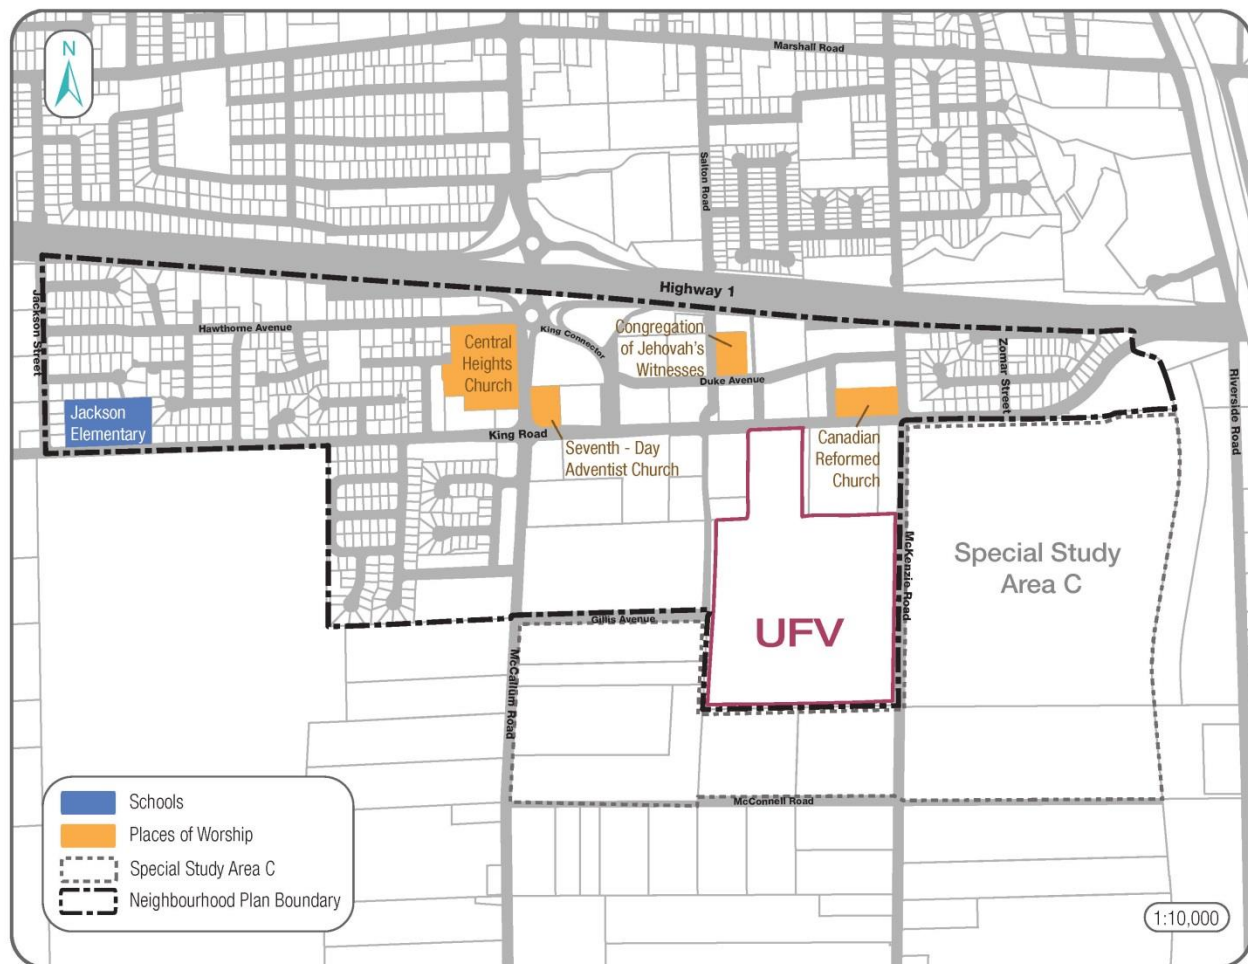 N
Marshall Road
Salton Road
Highway 1
Jackson Street
Hawthorne Avenue
King Connector
Central
Heights
Church
Congregation
of Jehovah's
Witnesses
Duke Avenue
Zomar Street
Riverside Road
Jackson
Elementary
King Road
Seventh - Day
Adventist Church
Canadian
Reformed
Church
McKenzie Road
Special Study
Area C
UFV
Gillis Avenue
McCallum Road
McConnell Road
Schools
Places of Worship
Special Study Area C
Neighbourhood Plan Boundary
1:10,000